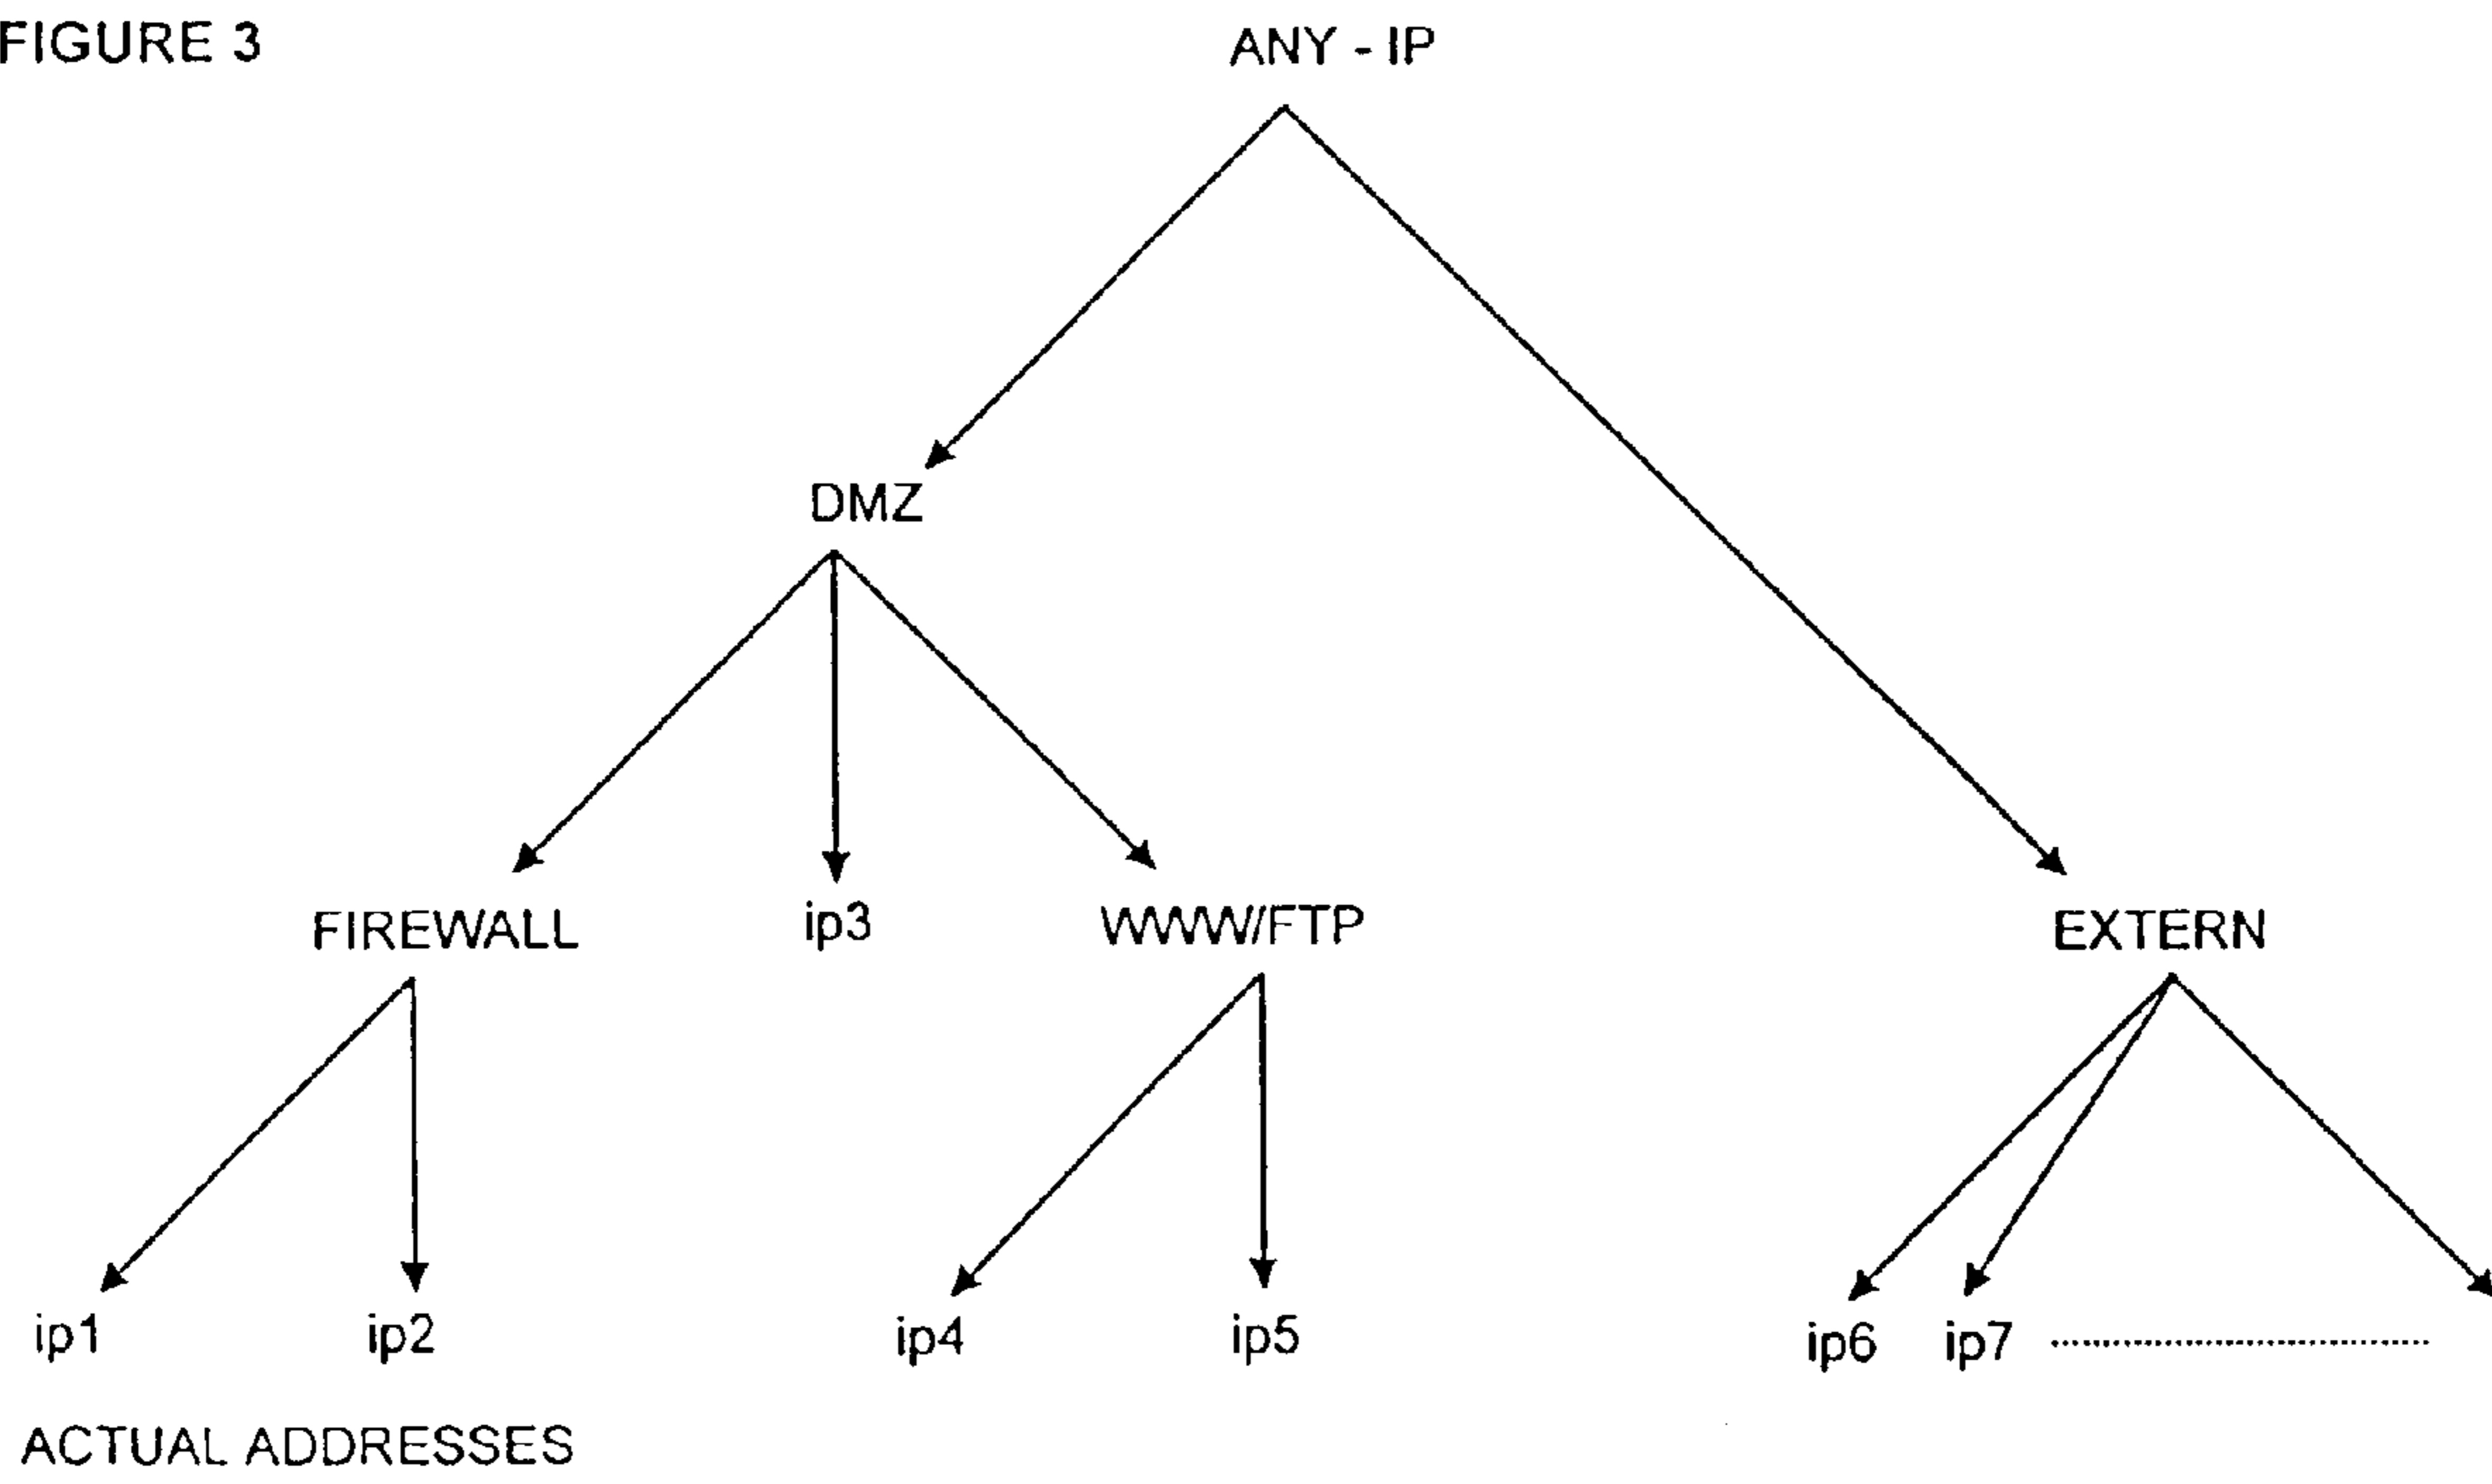 FIGURE 3
ANY - IP
DMZ
FIREWALL
ip3
WWW/FTP
EXTERN
ip1
ip2
ip4
ip5
ip6
ip7
ACTUAL ADDRESSES